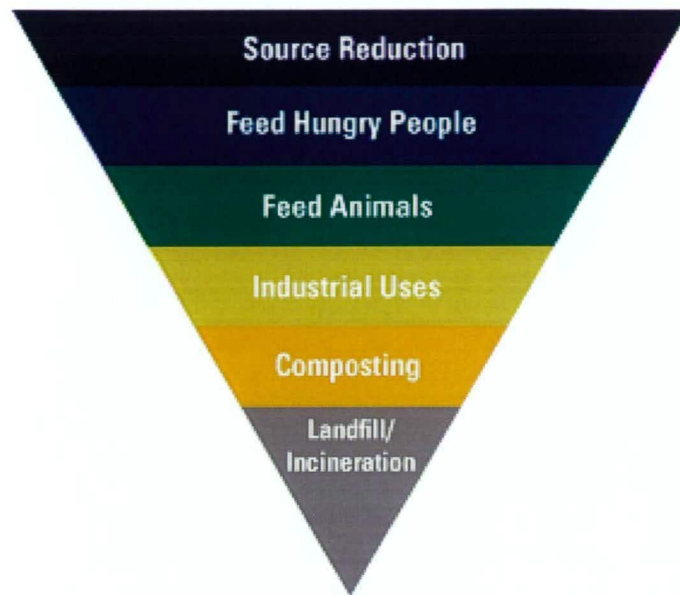 Source Reduction
Feed Hungry People
Feed Animals
Industrial Uses
Composting
Landfill/
Incineration